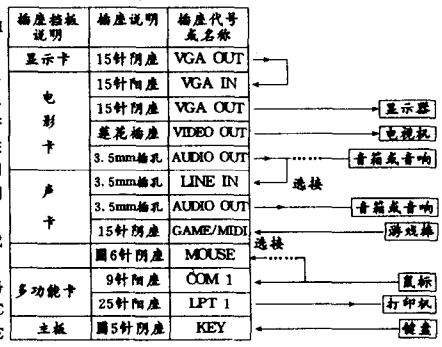 插座挡板说明 插座说明 插座代号或名称
显示卡 15针阴座 VGA OUT
电影卡 15针阳座 VGA IN
15针阴座 VGA OUT 显示器
莲花插座 VIDEO OUT 电视机
3.5mm插孔 AUDIO OUT 音箱或音响
声卡 3.5mm插孔 LINE IN 选接
3.5mm插孔 AUDIO OUT 音箱或音响
15针阴座 GAME/MIDI 游戏棒
选接
圆6针阴座 MOUSE
多功能卡 9针阳座 COM 1 鼠标
25针阴座 LPT 1 打印机
主板 圆5针阴座 KEY 键盘